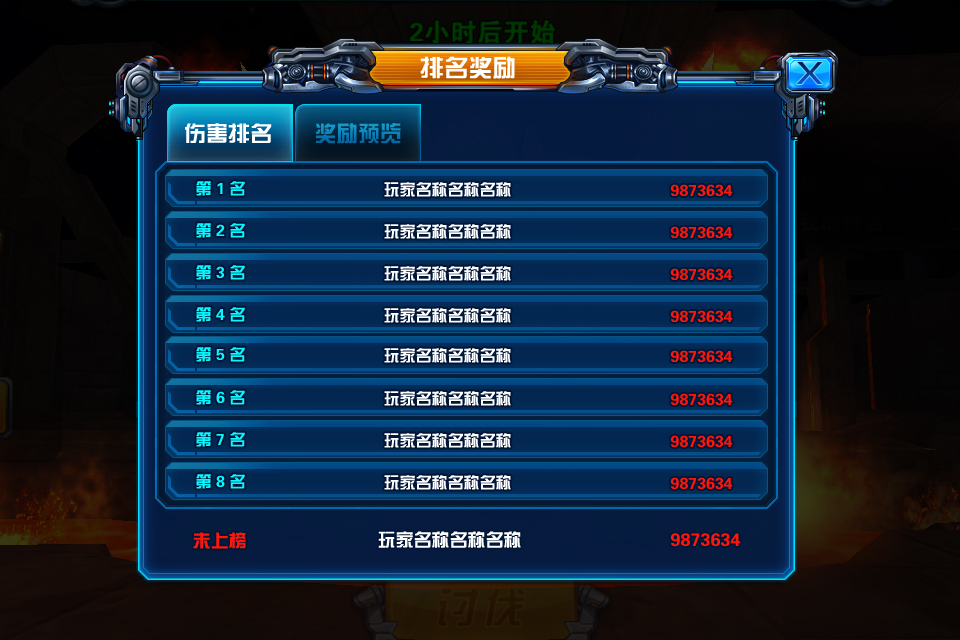 2小时后开始
排名奖励
X
伤害排名 奖励预览
第1名 玩家名称名称名称 9873634
第2名 玩家名称名称名称 9873634
第3名 玩家名称名称名称 9873634
第4名 玩家名称名称名称 9873634
第5名 玩家名称名称名称 9873634
第6名 玩家名称名称名称 9873634
第7名 玩家名称名称名称 9873634
第8名 玩家名称名称名称 9873634
未上榜 玩家名称名称名称 9873634
讨伐